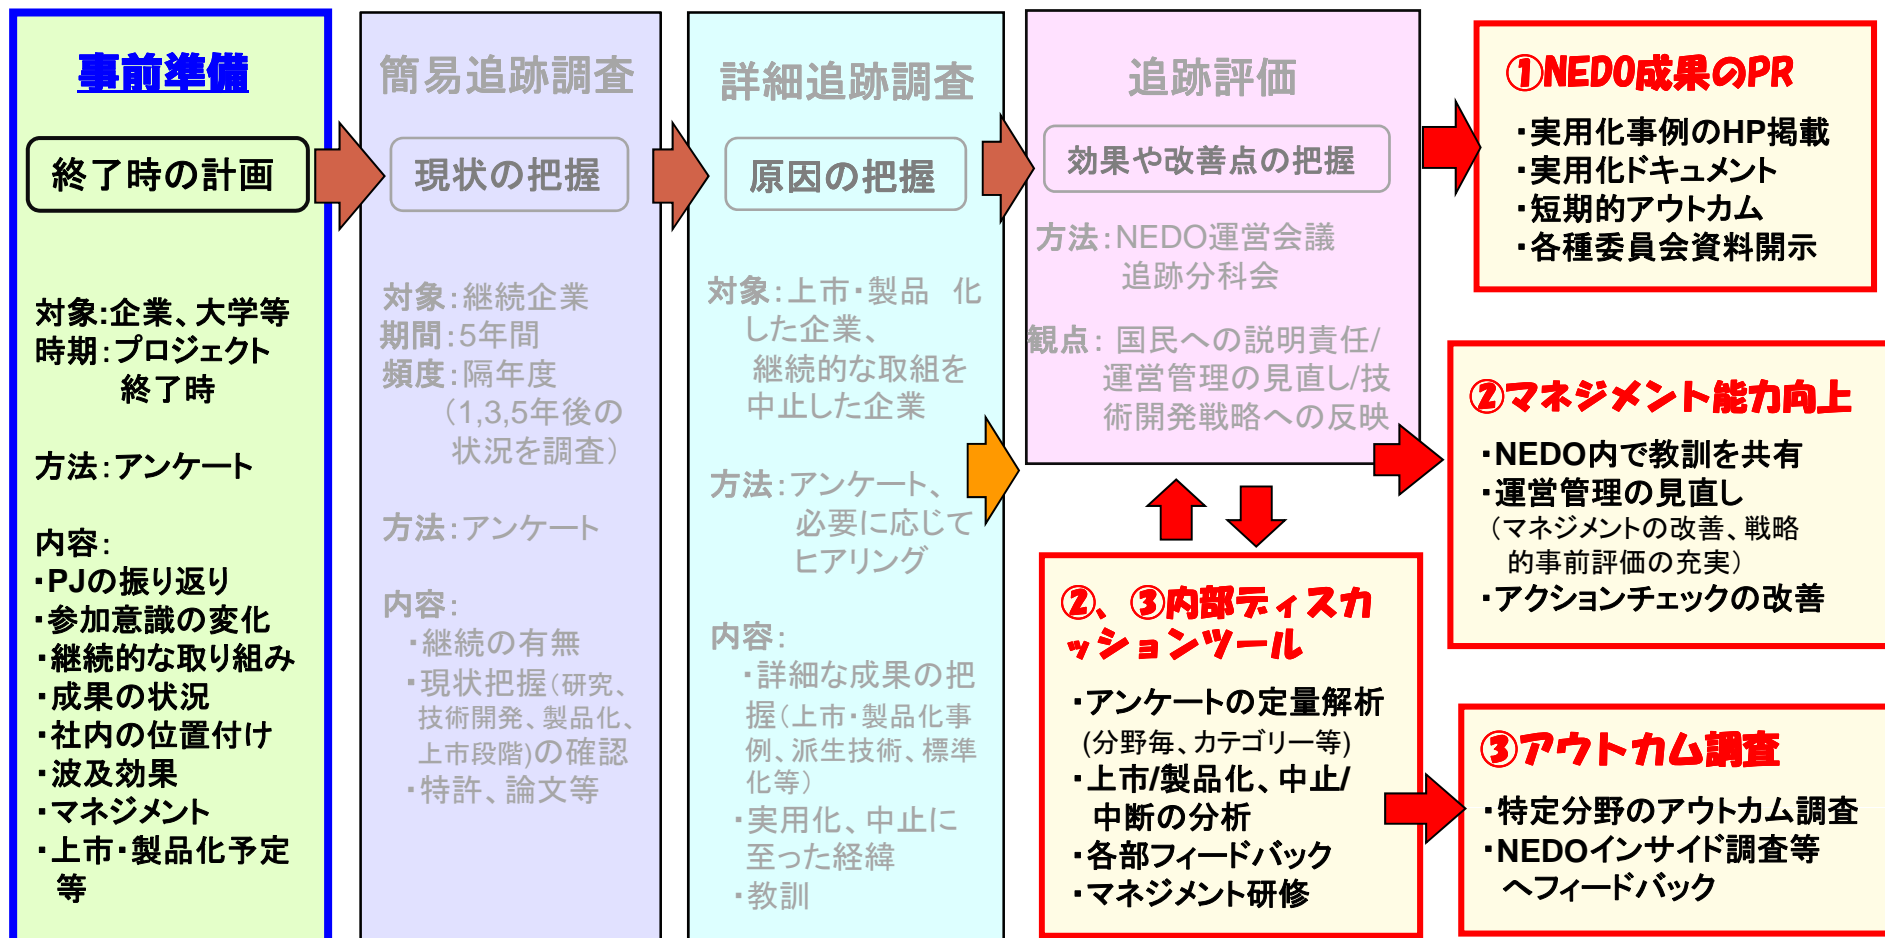 事前準備
終了時の計画
対象:企業、大学等
時期:プロジェクト
終了時
方法:アンケート
内容:
・PJの振り返り
・参加意識の変化
・継続的な取り組み
・成果の状況
・社内の位置付け
・波及効果
・マネジメント
・上市・製品化予定
等
簡易追跡調査
現状の把握
対象:継続企業
期間:5年間
頻度:隔年度
（1,3,5年後の
状況を調査）
方法:アンケート
内容:
・継続の有無
・現状把握（研究、
技術開発、製品化、
上市段階)の確認
・特許、論文等
詳細追跡調査
原因の把握
対象:上市・製品　化
した企業、
継続的な取組を
中止した企業
方法:アンケート、
必要に応じて
ヒアリング
内容:
・詳細な成果の把
握（上市・製品化事
例、派生技術、標準
化等）
・実用化、中止に
至った経緯
・教訓
追跡評価
効果や改善点の把握
方法:NEDO運営会議
追跡分科会
観点: 国民への説明責任/
運営管理の見直し/技
術開発戦略への反映
②、③内部ディスカ
ッションツール
・アンケートの定量解析
(分野毎、カテゴリー等)
・上市/製品化、中止/
中断の分析
・各部フィードバック
・マネジメント研修
①NEDO成果のPR
・実用化事例のHP掲載
・実用化ドキュメント
・短期的アウトカム
・各種委員会資料開示
②マネジメント能力向上
・NEDO内で教訓を共有
・運営管理の見直し
（マネジメントの改善、戦略
的事前評価の充実）
・アクションチェックの改善
③アウトカム調査
・特定分野のアウトカム調査
・NEDOインサイド調査等
へフィードバック